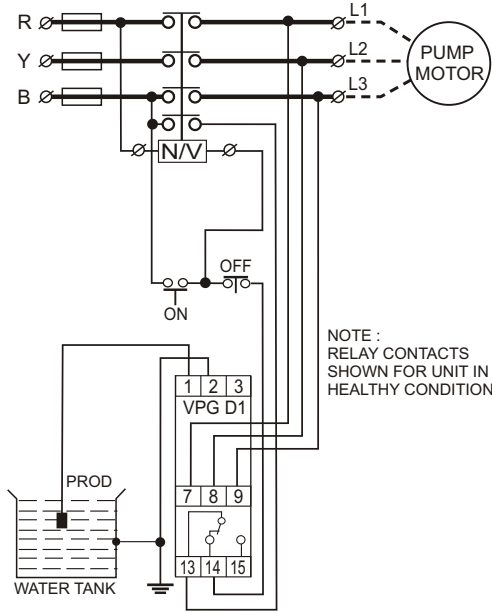 R
L1
Y
L2
PUMP
MOTOR
B
L3
N/V
OFF
ON
NOTE :
RELAY CONTACTS
SHOWN FOR UNIT IN
HEALTHY CONDITION
1 2 3
VPG D1
PROD
7 8 9
13 14 15
WATER TANK